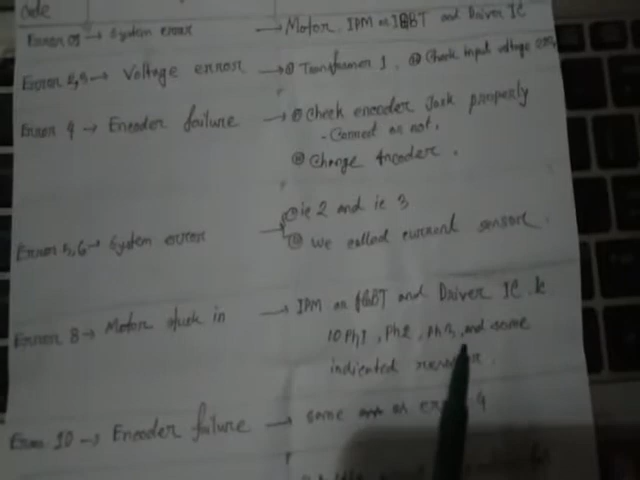 code
Error 01 → System error → Motor, IPM or IGBT and Driver IC
Error 2,3 → Voltage error → ① Transformer 1. ② Check input voltage
Error 4 → Encoder failure → ① Check encoder Jack properly
- Connect or not.
② Change Encoder.
Error 5,6 → System error → ① ic 2 and ic 3
② We called current sensor.
Error 8 → Motor stuck in → IPM or IGBT and Driver IC &
Ph1, Ph2, Ph3, and some
indicated
Error 10 → Encoder failure → same as error 4